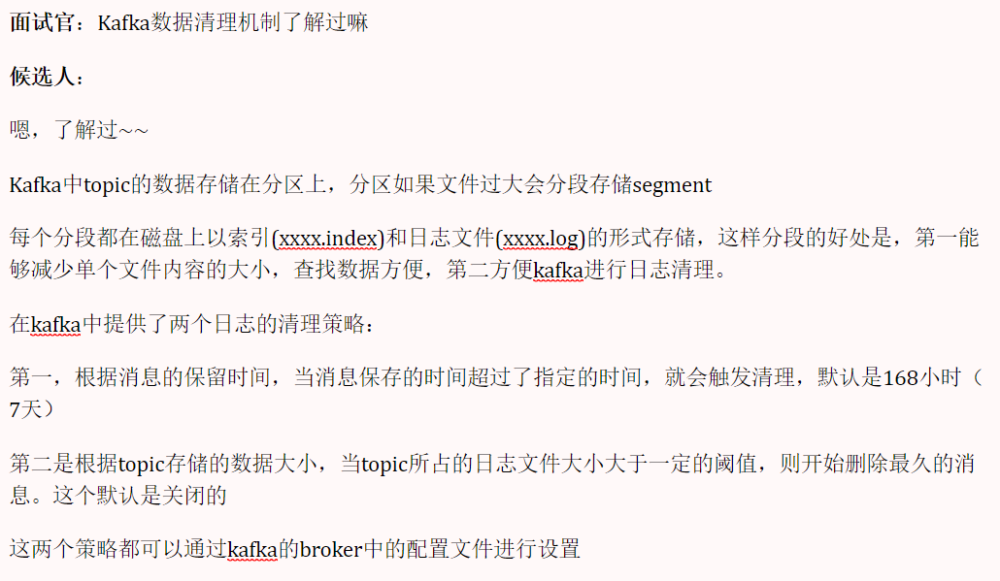 面试官：Kafka数据清理机制了解过嘛
候选人：
嗯，了解过~~
Kafka中topic的数据存储在分区上，分区如果文件过大会分段存储segment
每个分段都在磁盘上以索引(xxxx.index)和日志文件(xxxx.log)的形式存储，这样分段的好处是，第一能
够减少单个文件内容的大小，查找数据方便，第二方便kafka进行日志清理。
在kafka中提供了两个日志的清理策略：
第一，根据消息的保留时间，当消息保存的时间超过了指定的时间，就会触发清理，默认是168小时（
7天）
第二是根据topic存储的数据大小，当topic所占的日志文件大小大于一定的阈值，则开始删除最久的消
息。这个默认是关闭的
这两个策略都可以通过kafka的broker中的配置文件进行设置